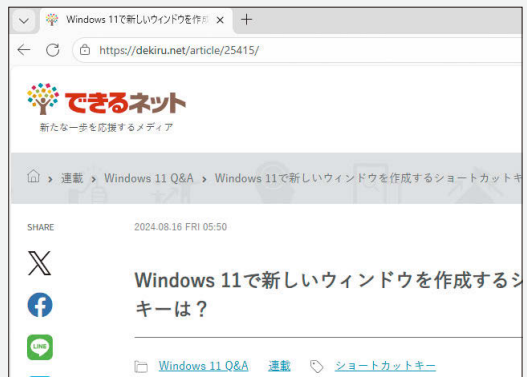 Windows 11で新しいウィンドウを作
https://dekiru.net/article/25415/
できるネット
新たな一歩を応援するメディア
連載 > Windows 11 Q&A > Windows 11で新しいウィンドウを作成するショートカットキ
SHARE
2024.08.16 FRI 05:50
Windows 11で新しいウィンドウを作成するシ
キーは？
LINE
Windows 11 Q&A 連載 ショートカットキー